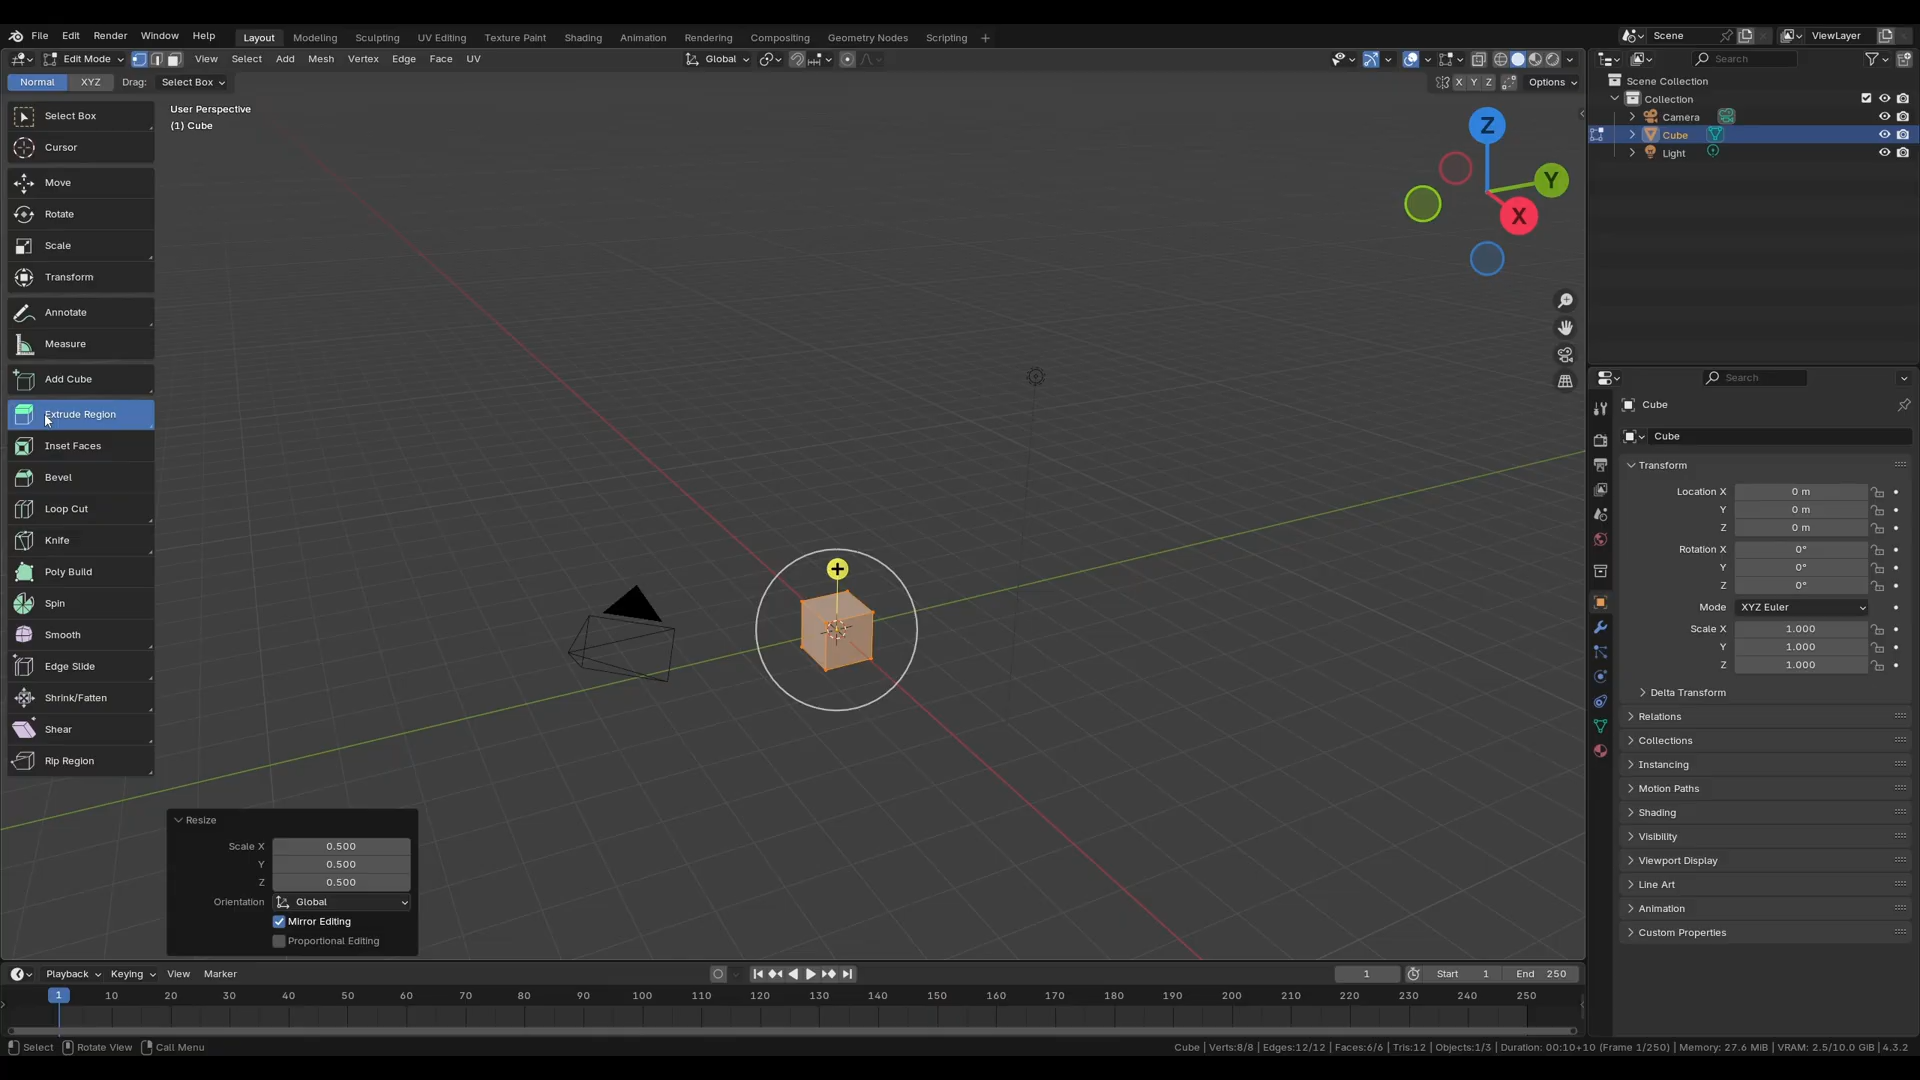 File Edit Render Window Help
Layout Modeling Sculpting UV Editing Texture Paint Shading Animation Rendering Compositing Geometry Nodes Scripting +
Scene
ViewLayer
Edit Mode View Select Add Mesh Vertex Edge Face UV
Global
Search
Normal XYZ Drag: Select Box
X Y Z Options
User Perspective
(1) Cube
Scene Collection
Collection
Camera
Cube
Light
Z
Y
X
Select Box
Cursor
Move
Rotate
Scale
Transform
Annotate
Measure
Add Cube
Extrude Region
Inset Faces
Bevel
Loop Cut
Knife
Poly Build
Spin
Smooth
Edge Slide
Shrink/Fatten
Shear
Rip Region
Resize
Scale X 0.500
Y 0.500
Z 0.500
Orientation Global
Mirror Editing
Proportional Editing
Search
Cube
Cube
Transform
Location X 0 m
Y 0 m
Z 0 m
Rotation X 0°
Y 0°
Z 0°
Mode XYZ Euler
Scale X 1.000
Y 1.000
Z 1.000
Delta Transform
Relations
Collections
Instancing
Motion Paths
Shading
Visibility
Viewport Display
Line Art
Animation
Custom Properties
Playback Keying View Marker
1 Start 1 End 250
1 10 20 30 40 50 60 70 80 90 100 110 120 130 140 150 160 170 180 190 200 210 220 230 240 250
Select Rotate View Call Menu
Cube | Verts:8/8 | Edges:12/12 | Faces:6/6 | Tris:12 | Objects:1/3 | Duration: 00:10+10 (Frame 1/250) | Memory: 27.6 MiB | VRAM: 2.5/10.0 GiB | 4.3.2